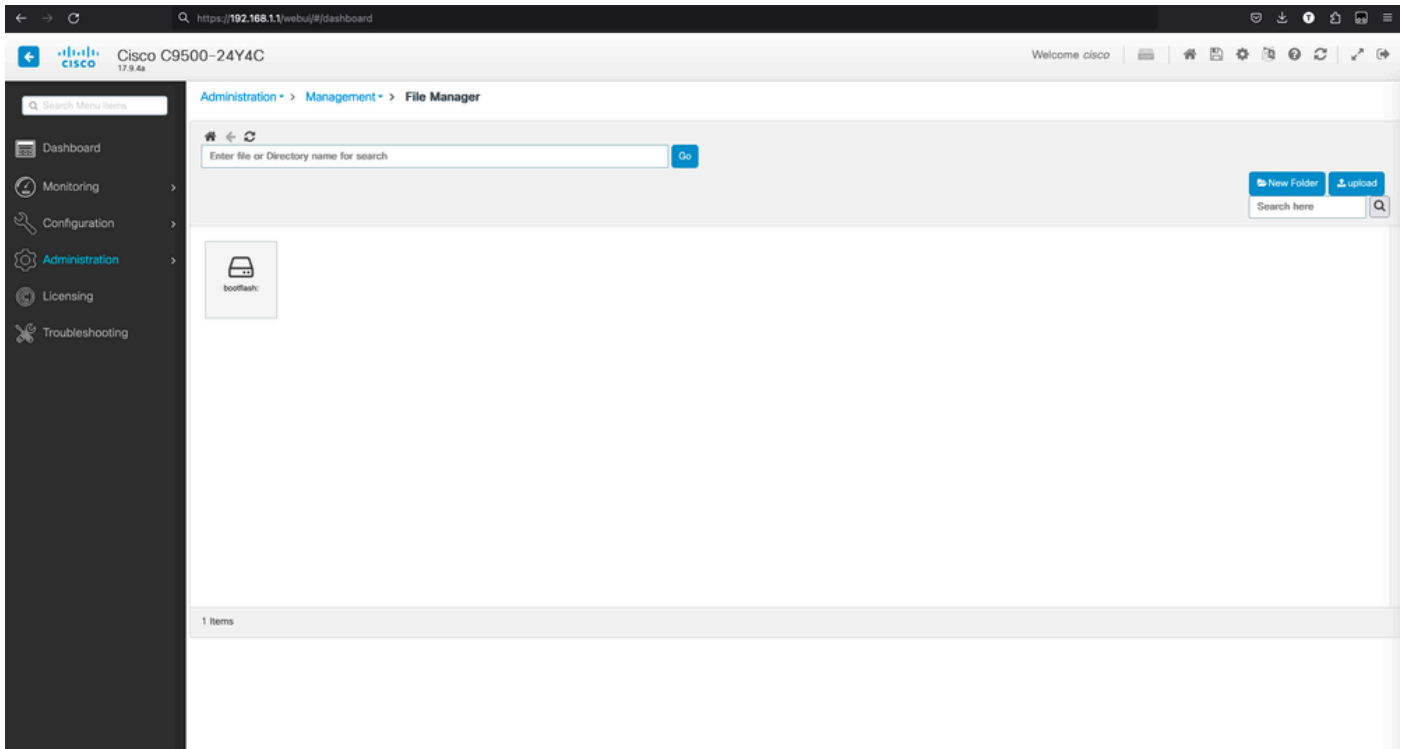 https://192.168.1.1/webui/#/dashboard
CISCO
Cisco C9500-24Y4C
17.9.4a
Welcome cisco
Search Menu Items
Dashboard
Monitoring
Configuration
Administration
Licensing
Troubleshooting
Administration > Management > File Manager
Enter file or Directory name for search
Go
New Folder
upload
Search here
bootflash:
1 Items